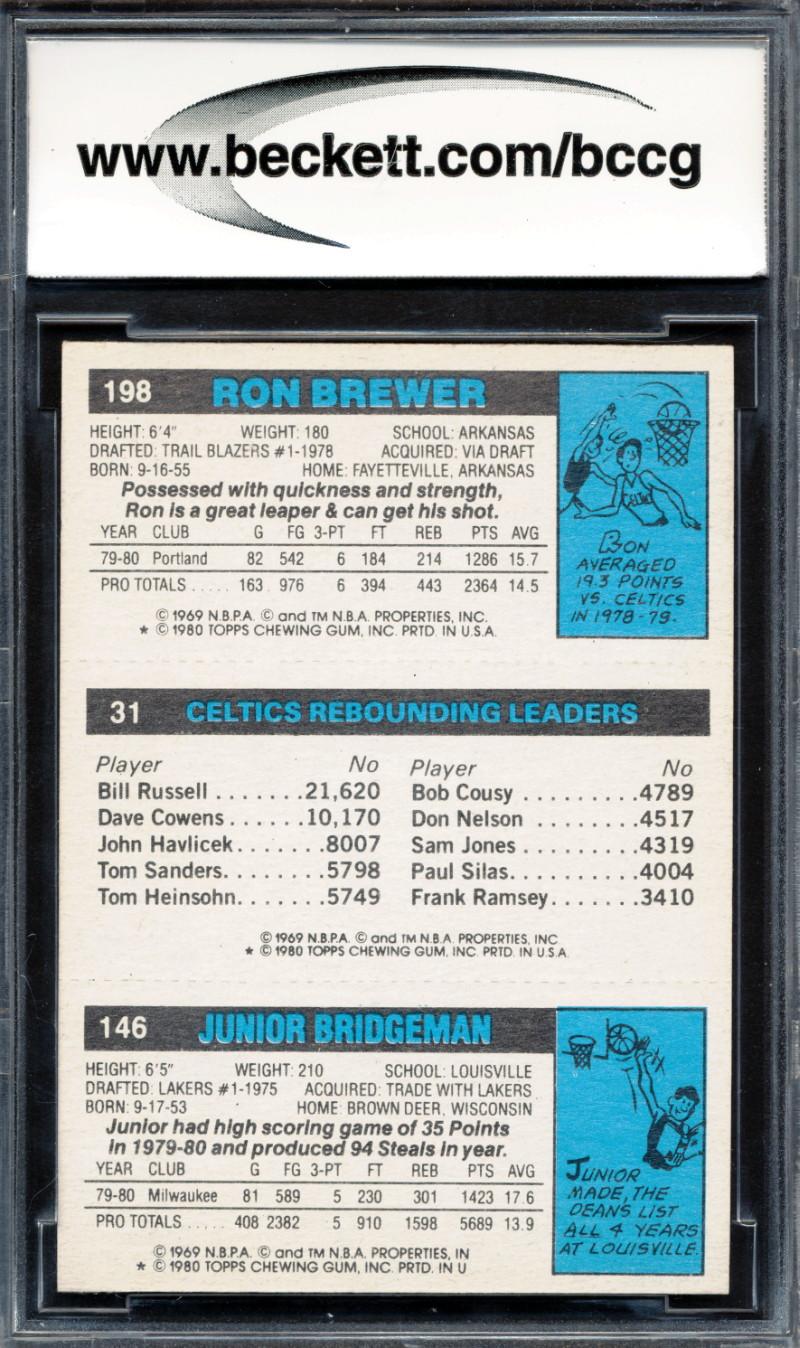 www.beckett.com/bccg
198 RON BREWER
HEIGHT: 6'4" WEIGHT: 180 SCHOOL: ARKANSAS
DRAFTED: TRAIL BLAZERS #1-1978 ACQUIRED: VIA DRAFT
BORN: 9-16-55 HOME: FAYETTEVILLE, ARKANSAS
Possessed with quickness and strength,
Ron is a great leaper & can get his shot.
YEAR CLUB G FG 3-PT FT REB PTS AVG
79-80 Portland 82 542 6 184 214 1286 15.7
PRO TOTALS ..... 163 976 6 394 443 2364 14.5
© 1969 N.B.P.A. © and TM N.B.A. PROPERTIES, INC.
* © 1980 TOPPS CHEWING GUM, INC. PRTD. IN U.S.A.
CELTICS
RON
AVERAGED
19.3 POINTS
VS. CELTICS
IN 1978-79.
31 CELTICS REBOUNDING LEADERS
Player No Player No
Bill Russell .......21,620 Bob Cousy .........4789
Dave Cowens ......10,170 Don Nelson ........4517
John Havlicek.......8007 Sam Jones .........4319
Tom Sanders........5798 Paul Silas..........4004
Tom Heinsohn.......5749 Frank Ramsey.......3410
© 1969 N.B.P.A. © and TM N.B.A. PROPERTIES, INC
* © 1980 TOPPS CHEWING GUM, INC. PRTD. IN U.S.A.
146 JUNIOR BRIDGEMAN
HEIGHT: 6'5" WEIGHT: 210 SCHOOL: LOUISVILLE
DRAFTED: LAKERS #1-1975 ACQUIRED: TRADE WITH LAKERS
BORN: 9-17-53 HOME: BROWN DEER, WISCONSIN
Junior had high scoring game of 35 Points
in 1979-80 and produced 94 Steals in year.
YEAR CLUB G FG 3-PT FT REB PTS AVG
79-80 Milwaukee 81 589 5 230 301 1423 17.6
PRO TOTALS ..... 408 2382 5 910 1598 5689 13.9
© 1969 N.B.P.A. © and TM N.B.A. PROPERTIES, IN
* © 1980 TOPPS CHEWING GUM, INC. PRTD. IN U
JUNIOR
MADE, THE
DEANS LIST
ALL 4 YEARS
AT LOUISVILLE.